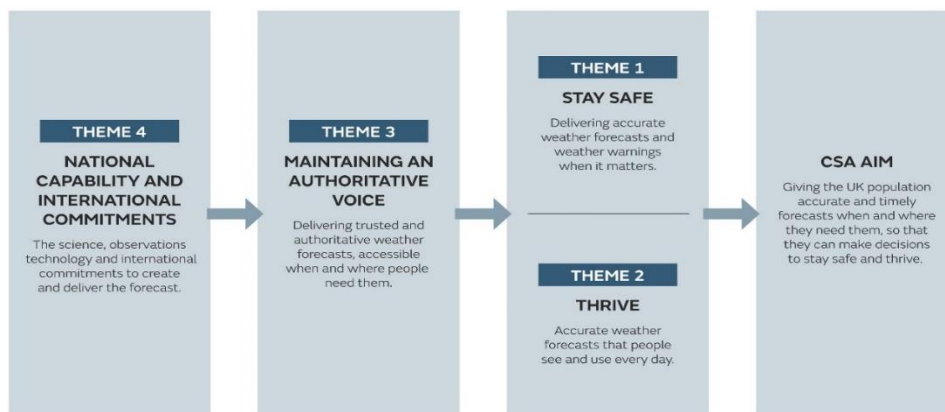 THEME 4
NATIONAL
CAPABILITY AND
INTERNATIONAL
COMMITMENTS
The science, observations
technology and international
commitments to create
and deliver the forecast.
THEME 3
MAINTAINING AN
AUTHORITATIVE
VOICE
Delivering trusted and
authoritative weather
forecasts, accessible
when and where people
need them.
THEME 1
STAY SAFE
Delivering accurate
weather forecasts and
weather warnings
when it matters.
THEME 2
THRIVE
Accurate weather
forecasts that people
see and use every day.
CSA AIM
Giving the UK population
accurate and timely
forecasts when and where
they need them, so that
they can make decisions
to stay safe and thrive.